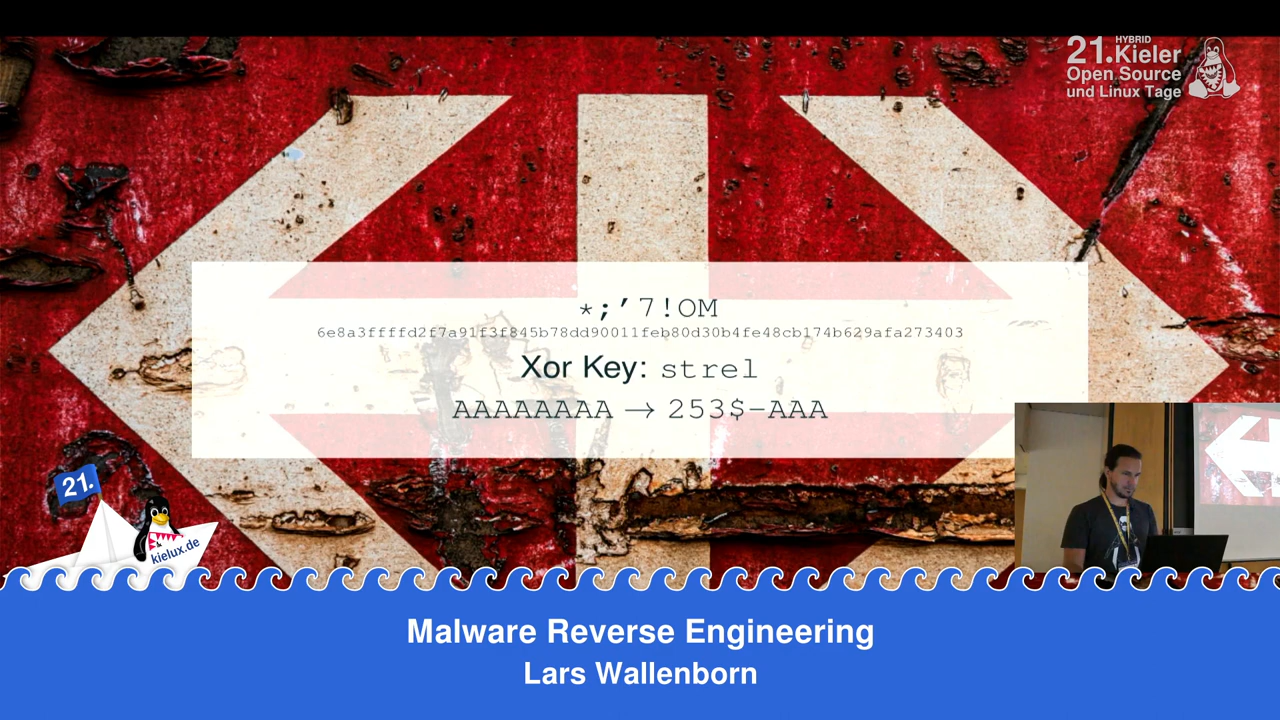 HYBRID
21.Kieler
Open Source
und Linux Tage
*;’7!OM
6e8a3ffffd2f7a91f3f845b78dd90011feb80d30b4fe48cb174b629afa273403
Xor Key: strel
AAAAAAAA → 253$-AAA
21.
kielux.de
Malware Reverse Engineering
Lars Wallenborn